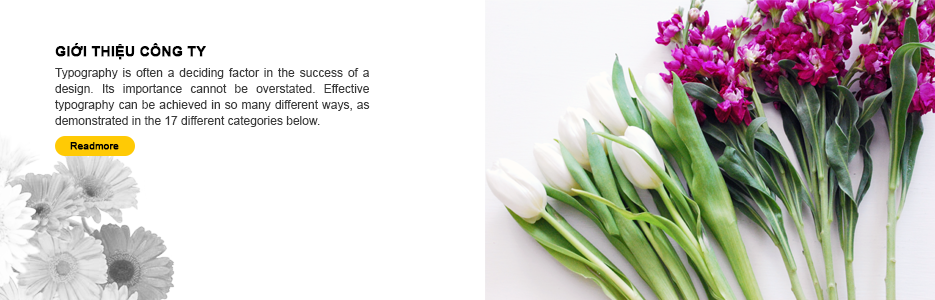 GIỚI THIỆU CÔNG TY
Typography is often a deciding factor in the success of a
design. Its importance cannot be overstated. Effective
typography can be achieved in so many different ways, as
demonstrated in the 17 different categories below.
Readmore